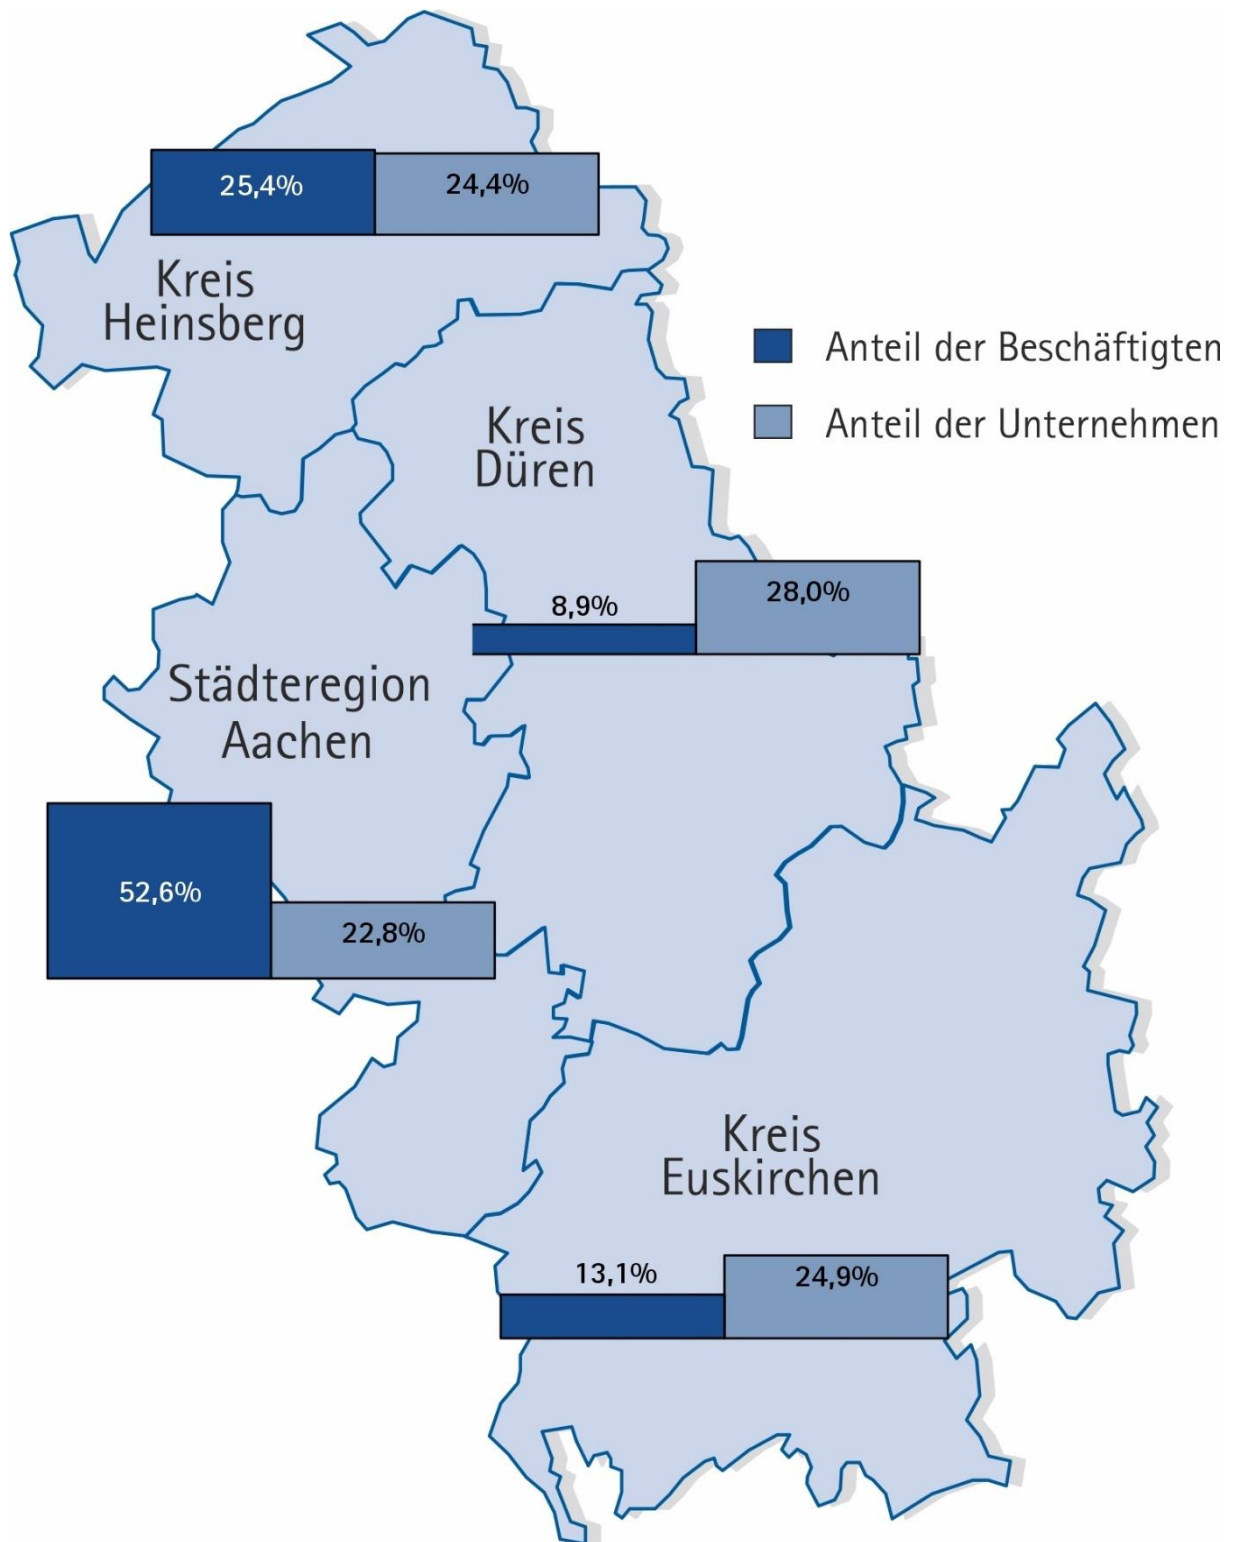 25,4%
24,4%
Kreis
Heinsberg
Anteil der Beschäftigten
Anteil der Unternehmen
Kreis
Düren
8,9%
28,0%
Städteregion
Aachen
52,6%
22,8%
Kreis
Euskirchen
13,1%
24,9%